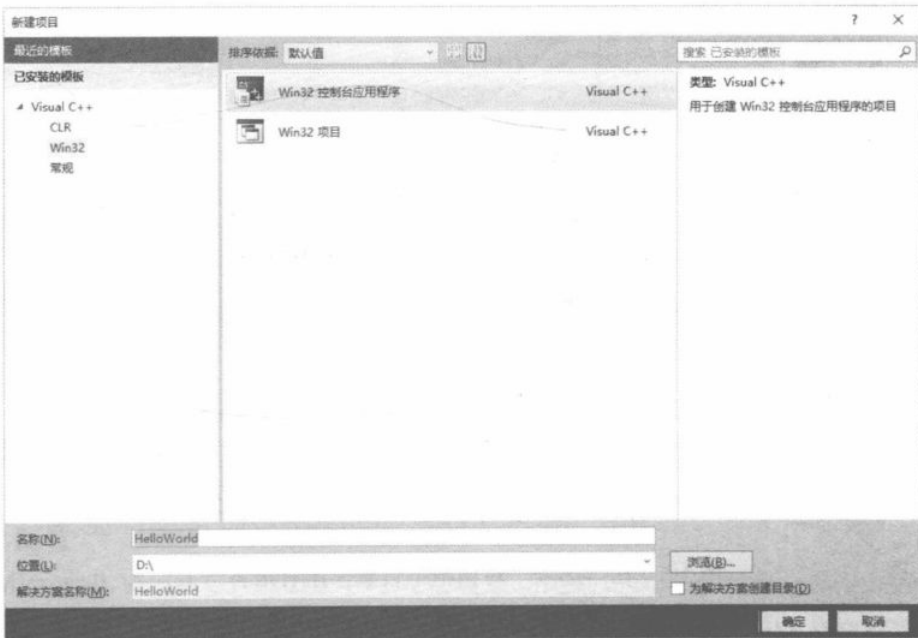 新建项目
? ×
最近的模板
排序依据: 默认值
搜索 已安装的模板
已安装的模板
Visual C++
CLR
Win32
常规
Win32 控制台应用程序 Visual C++
Win32 项目 Visual C++
类型: Visual C++
用于创建 Win32 控制台应用程序的项目
名称(N): HelloWorld
位置(L): D:\
浏览(B)...
解决方案名称(M): HelloWorld
为解决方案创建目录(D)
确定 取消